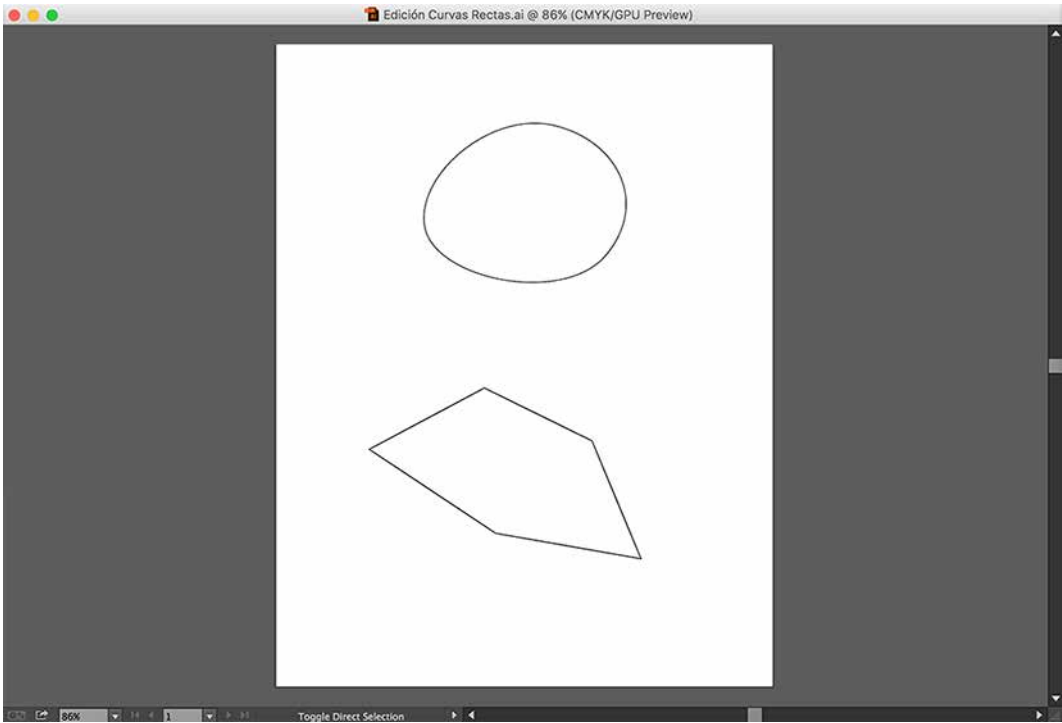 Edición Curvas Rectas.ai @ 86% (CMYK/GPU Preview)
86%
1
Toggle Direct Selection